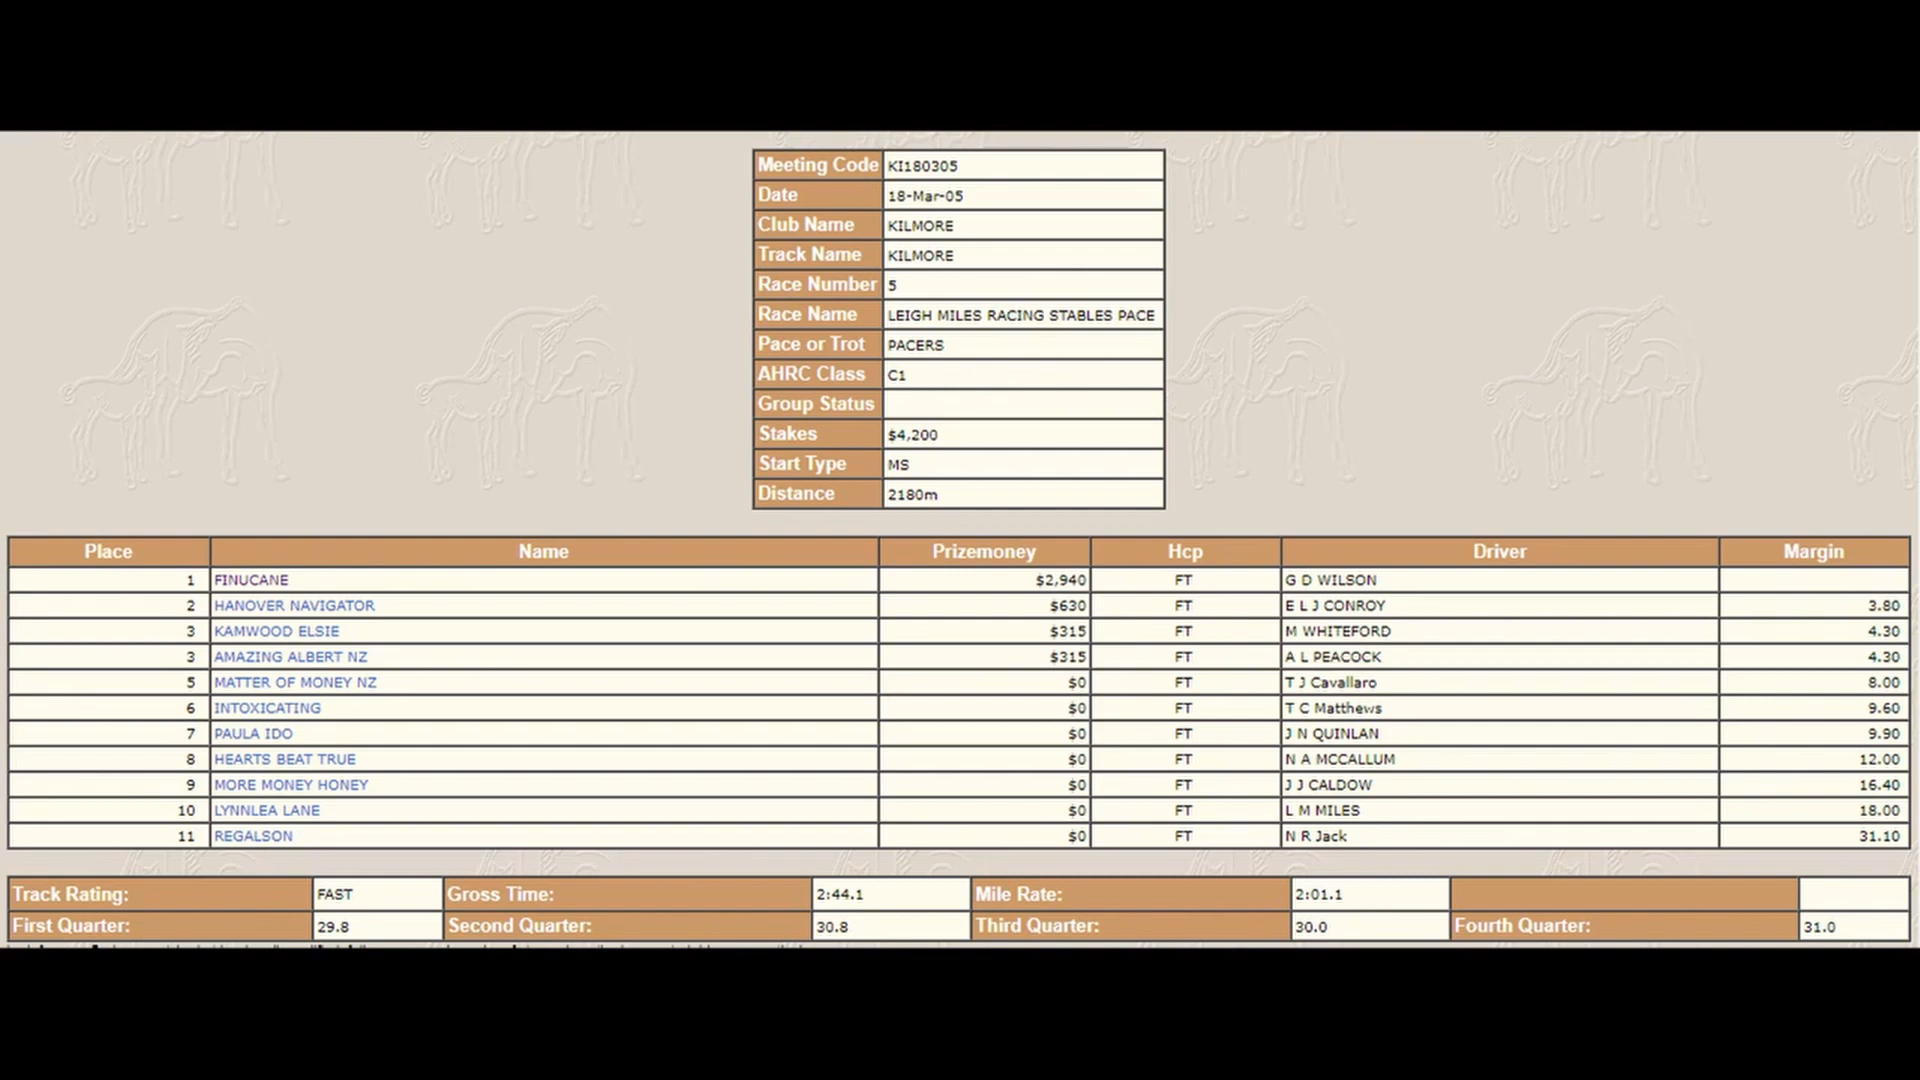 Meeting Code KI180305
Date 18-Mar-05
Club Name KILMORE
Track Name KILMORE
Race Number 5
Race Name LEIGH MILES RACING STABLES PACE
Pace or Trot PACERS
AHRC Class C1
Group Status
Stakes $4,200
Start Type MS
Distance 2180m
Place Name Prizemoney Hcp Driver Margin
1 FINUCANE $2,940 FT G D WILSON
2 HANOVER NAVIGATOR $630 FT E L J CONROY 3.80
3 KAMWOOD ELSIE $315 FT M WHITEFORD 4.30
3 AMAZING ALBERT NZ $315 FT A L PEACOCK 4.30
5 MATTER OF MONEY NZ $0 FT T J Cavallaro 8.00
6 INTOXICATING $0 FT T C Matthews 9.60
7 PAULA IDO $0 FT J N QUINLAN 9.90
8 HEARTS BEAT TRUE $0 FT N A MCCALLUM 12.00
9 MORE MONEY HONEY $0 FT J J CALDOW 16.40
10 LYNNLEA LANE $0 FT L M MILES 18.00
11 REGALSON $0 FT N R Jack 31.10
Track Rating: FAST Gross Time: 2:44.1 Mile Rate: 2:01.1
First Quarter: 29.8 Second Quarter: 30.8 Third Quarter: 30.0 Fourth Quarter: 31.0